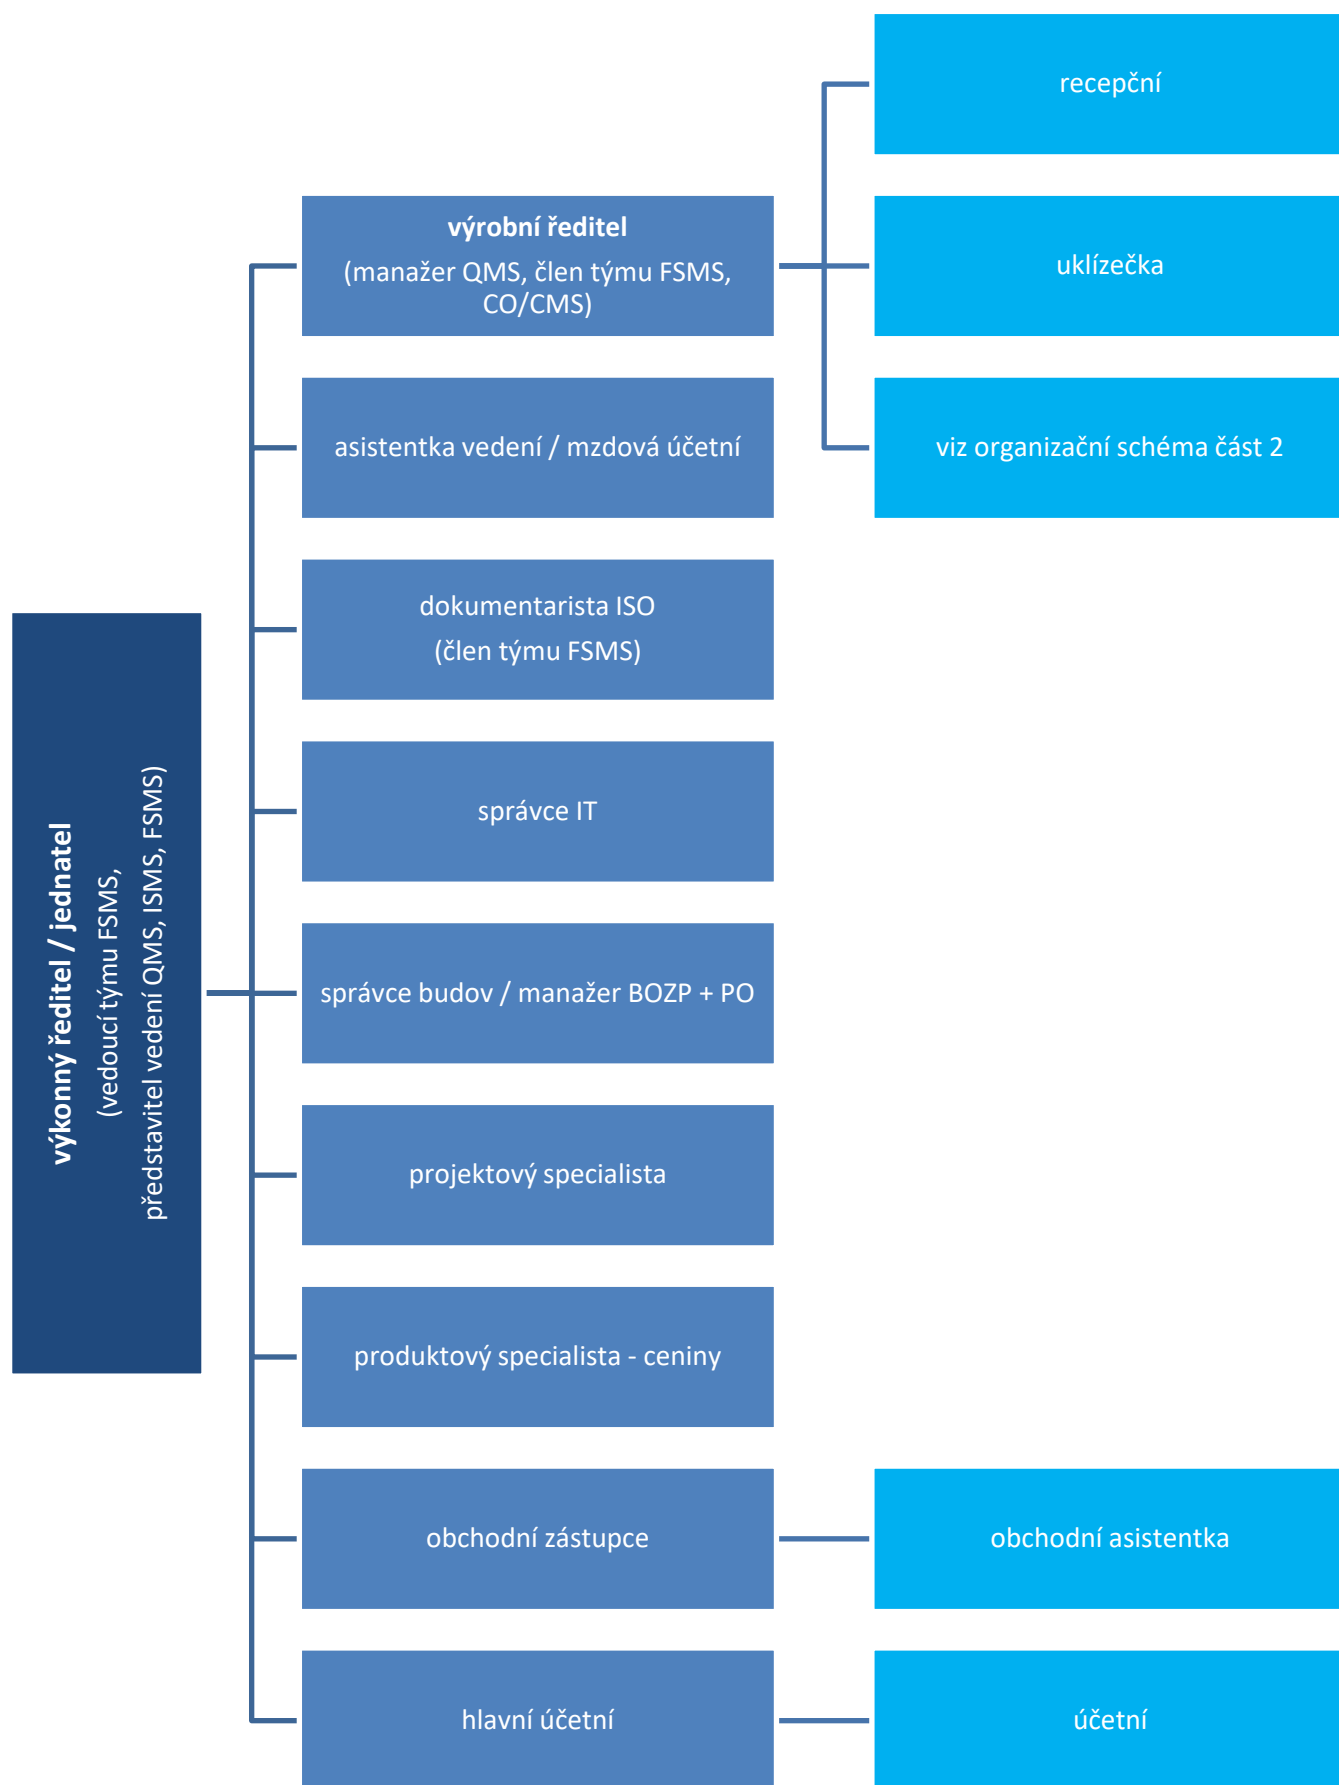 výkonný ředitel / jednatel
(vedoucí týmu FSMS,
představitel vedení QMS, ISMS, FSMS)
výrobní ředitel
(manažer QMS, člen týmu FSMS,
CO/CMS)
recepční
uklízečka
viz organizační schéma část 2
asistentka vedení / mzdová účetní
dokumentarista ISO
(člen týmu FSMS)
správce IT
správce budov / manažer BOZP + PO
projektový specialista
produktový specialista - ceniny
obchodní zástupce
obchodní asistentka
hlavní účetní
účetní